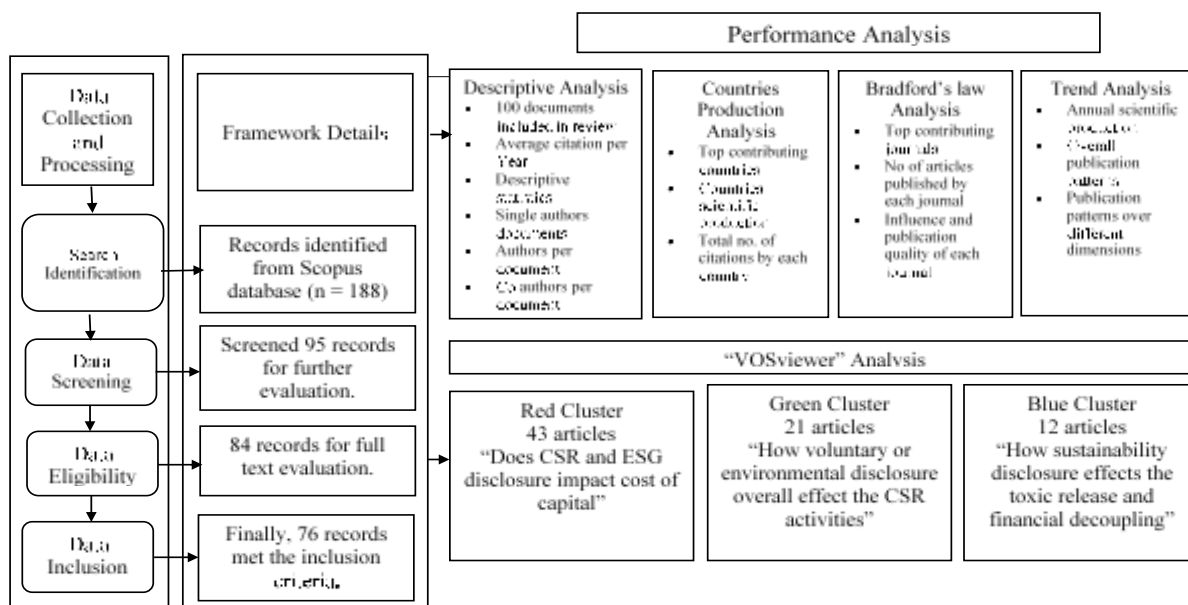 Performance Analysis
Data
Collection
and
Processing
Search
Identification
Data
Screening
Data
Eligibility
Data
Inclusion
Framework Details
Records identified
from Scopus
database (n = 188)
Screened 95 records
for further
evaluation.
84 records for full
text evaluation.
Finally, 76 records
met the inclusion
criteria.
Descriptive Analysis
▪ 100 documents
included in review
▪ Average citation per
Year
▪ Descriptive
statistics
▪ Single authors
documents
▪ Authors per
document
▪ Co authors per
document
Countries
Production
Analysis
▪ Top contributing
countries
▪ Countries
scientific
production
▪ Total no. of
citations by each
country
Bradford's law
Analysis
▪ Top contributing
journals
▪ No of articles
published by
each journal
▪ Influence and
publication
quality of each
journal
Trend Analysis
▪ Annual scientific
production
▪ Overall
publication
patterns
▪ Publication
patterns over
different
dimensions
“VOSviewer” Analysis
Red Cluster
43 articles
“Does CSR and ESG
disclosure impact cost of
capital”
Green Cluster
21 articles
“How voluntary or
environmental disclosure
overall effect the CSR
activities”
Blue Cluster
12 articles
“How sustainability
disclosure effects the
toxic release and
financial decoupling”